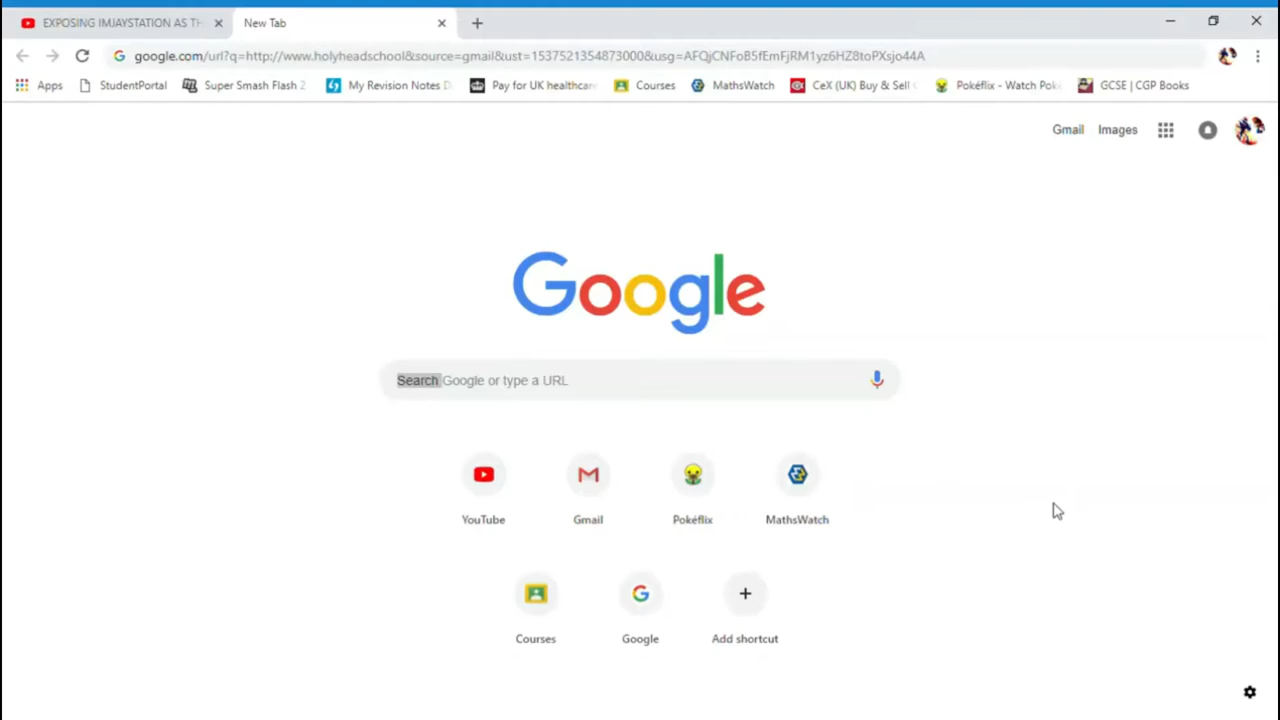 EXPOSING IMJAYSTATION AS TH
New Tab
google.com/url?q=http://www.holyheadschool&source=gmail&ust=1537521354873000&usg=AFQjCNFoB5fEmFjRM1yz6HZ8toPXsjo44A
Apps StudentPortal Super Smash Flash 2 My Revision Notes D Pay for UK healthcar Courses MathsWatch CeX (UK) Buy & Sell Pokéflix - Watch Poké GCSE | CGP Books
Gmail Images
Google
Search Google or type a URL
YouTube Gmail Pokéflix MathsWatch
Courses Google Add shortcut